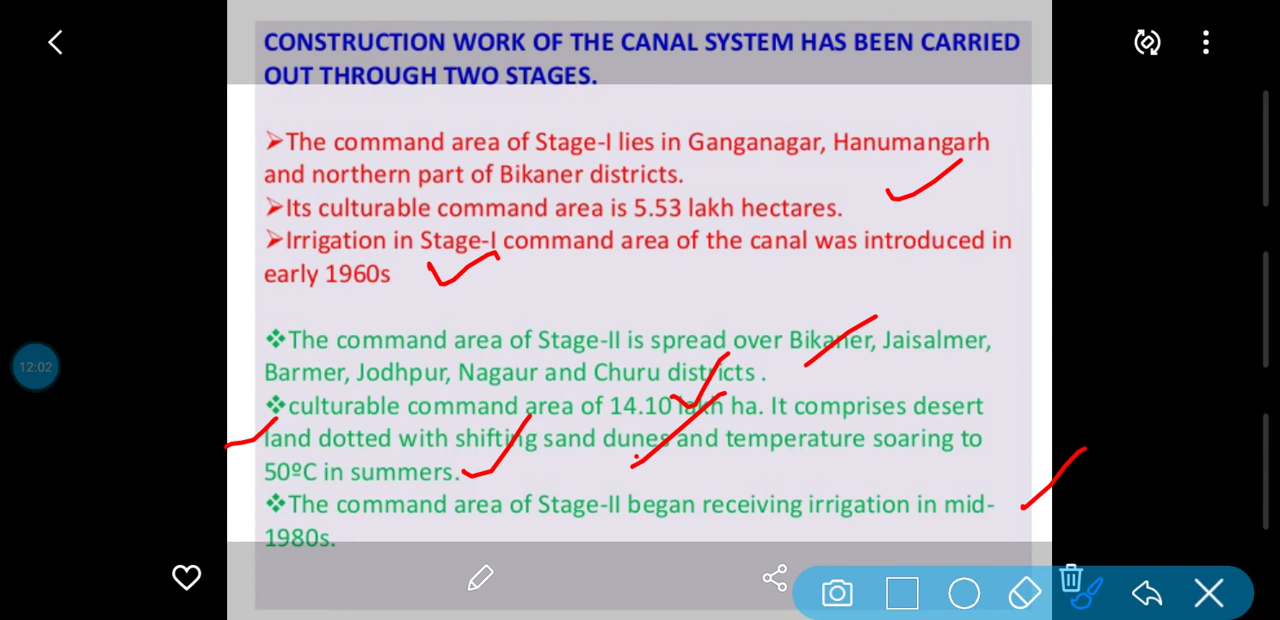 CONSTRUCTION WORK OF THE CANAL SYSTEM HAS BEEN CARRIED
OUT THROUGH TWO STAGES.
➢The command area of Stage-I lies in Ganganagar, Hanumangarh
and northern part of Bikaner districts.
➢Its culturable command area is 5.53 lakh hectares.
➢Irrigation in Stage-I command area of the canal was introduced in
early 1960s
❖The command area of Stage-II is spread over Bikaner, Jaisalmer,
Barmer, Jodhpur, Nagaur and Churu districts .
❖culturable command area of 14.10 lakh ha. It comprises desert
land dotted with shifting sand dunes and temperature soaring to
50ºC in summers.
❖The command area of Stage-II began receiving irrigation in mid-
1980s.
12:02